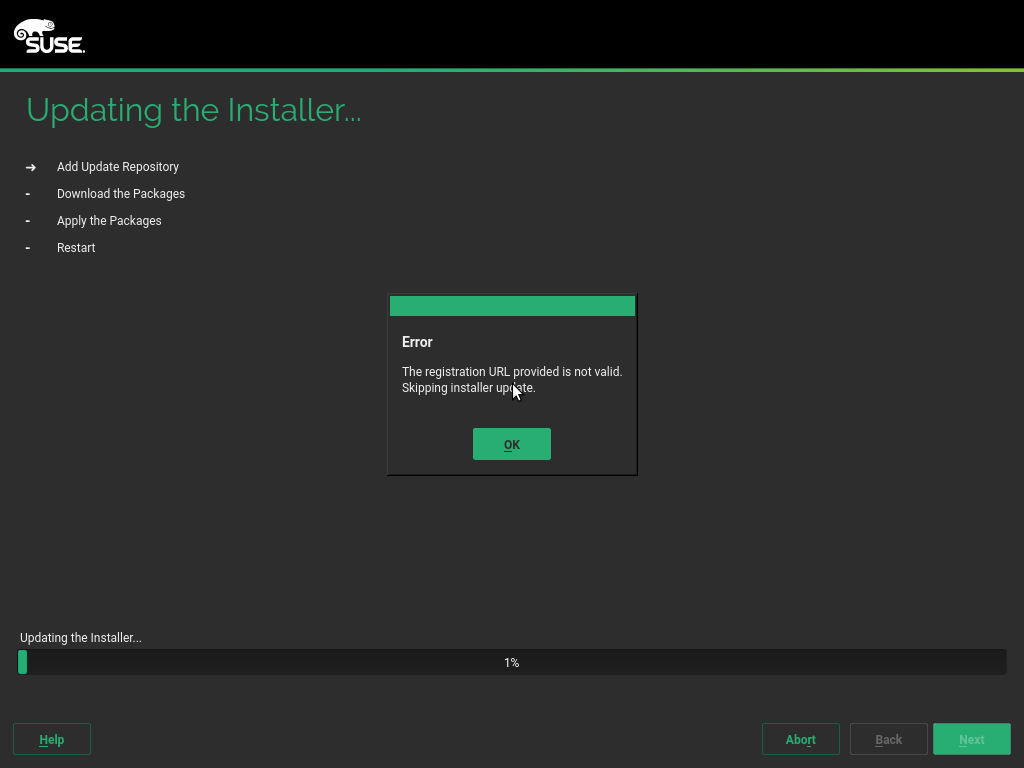 SUSE.
Updating the Installer...
➔ Add Update Repository
- Download the Packages
- Apply the Packages
- Restart
Error
The registration URL provided is not valid.
Skipping installer update.
OK
Updating the Installer...
1%
Help
Abort
Back
Next